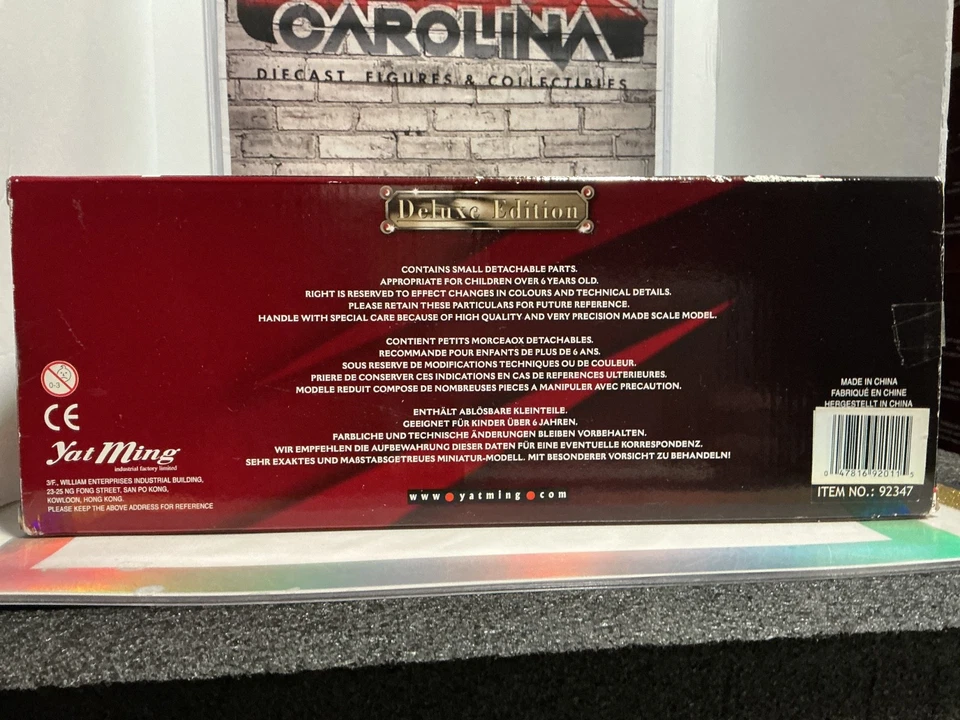 CAROLINA
DIECAST, FIGURES & COLLECTIBLES
Deluxe Edition
CONTAINS SMALL DETACHABLE PARTS.
APPROPRIATE FOR CHILDREN OVER 6 YEARS OLD.
RIGHT IS RESERVED TO EFFECT CHANGES IN COLOURS AND TECHNICAL DETAILS.
PLEASE RETAIN THESE PARTICULARS FOR FUTURE REFERENCE.
HANDLE WITH SPECIAL CARE BECAUSE OF HIGH QUALITY AND VERY PRECISION MADE SCALE MODEL.
CONTIENT PETITS MORCEAOX DETACHABLES.
RECOMMANDE POUR ENFANTS DE PLUS DE 6 ANS.
SOUS RESERVE DE MODIFICATIONS TECHNIQUES OU DE COULEUR.
PRIERE DE CONSERVER CES INDICATIONS EN CAS DE REFERENCES ULTERIEURES.
MODELE REDUIT COMPOSE DE NOMBREUSES PIECES A MANIPULER AVEC PRECAUTION.
ENTHÄLT ABLÖSBARE KLEINTEILE.
GEEIGNET FÜR KINDER ÜBER 6 JAHREN.
FARBLICHE UND TECHNISCHE ÄNDERUNGEN BLEIBEN VORBEHALTEN.
WIR EMPFEHLEN DIE AUFBEWAHRUNG DIESER DATEN FÜR EINE EVENTUELLE KORRESPONDENZ.
SEHR EXAKTES UND MAßSTABSGETREUES MINIATUR-MODELL. MIT BESONDERER VORSICHT ZU BEHANDELN!
www.yatming.com
0-3
CE
Yat Ming
industrial factory limited
3/F., WILLIAM ENTERPRISES INDUSTRIAL BUILDING,
23-25 NG FONG STREET, SAN PO KONG,
KOWLOON, HONG KONG.
PLEASE KEEP THE ABOVE ADDRESS FOR REFERENCE
MADE IN CHINA
FABRIQUÉ EN CHINE
HERGESTELLT IN CHINA
0 47816 92011 5
ITEM NO.: 92347